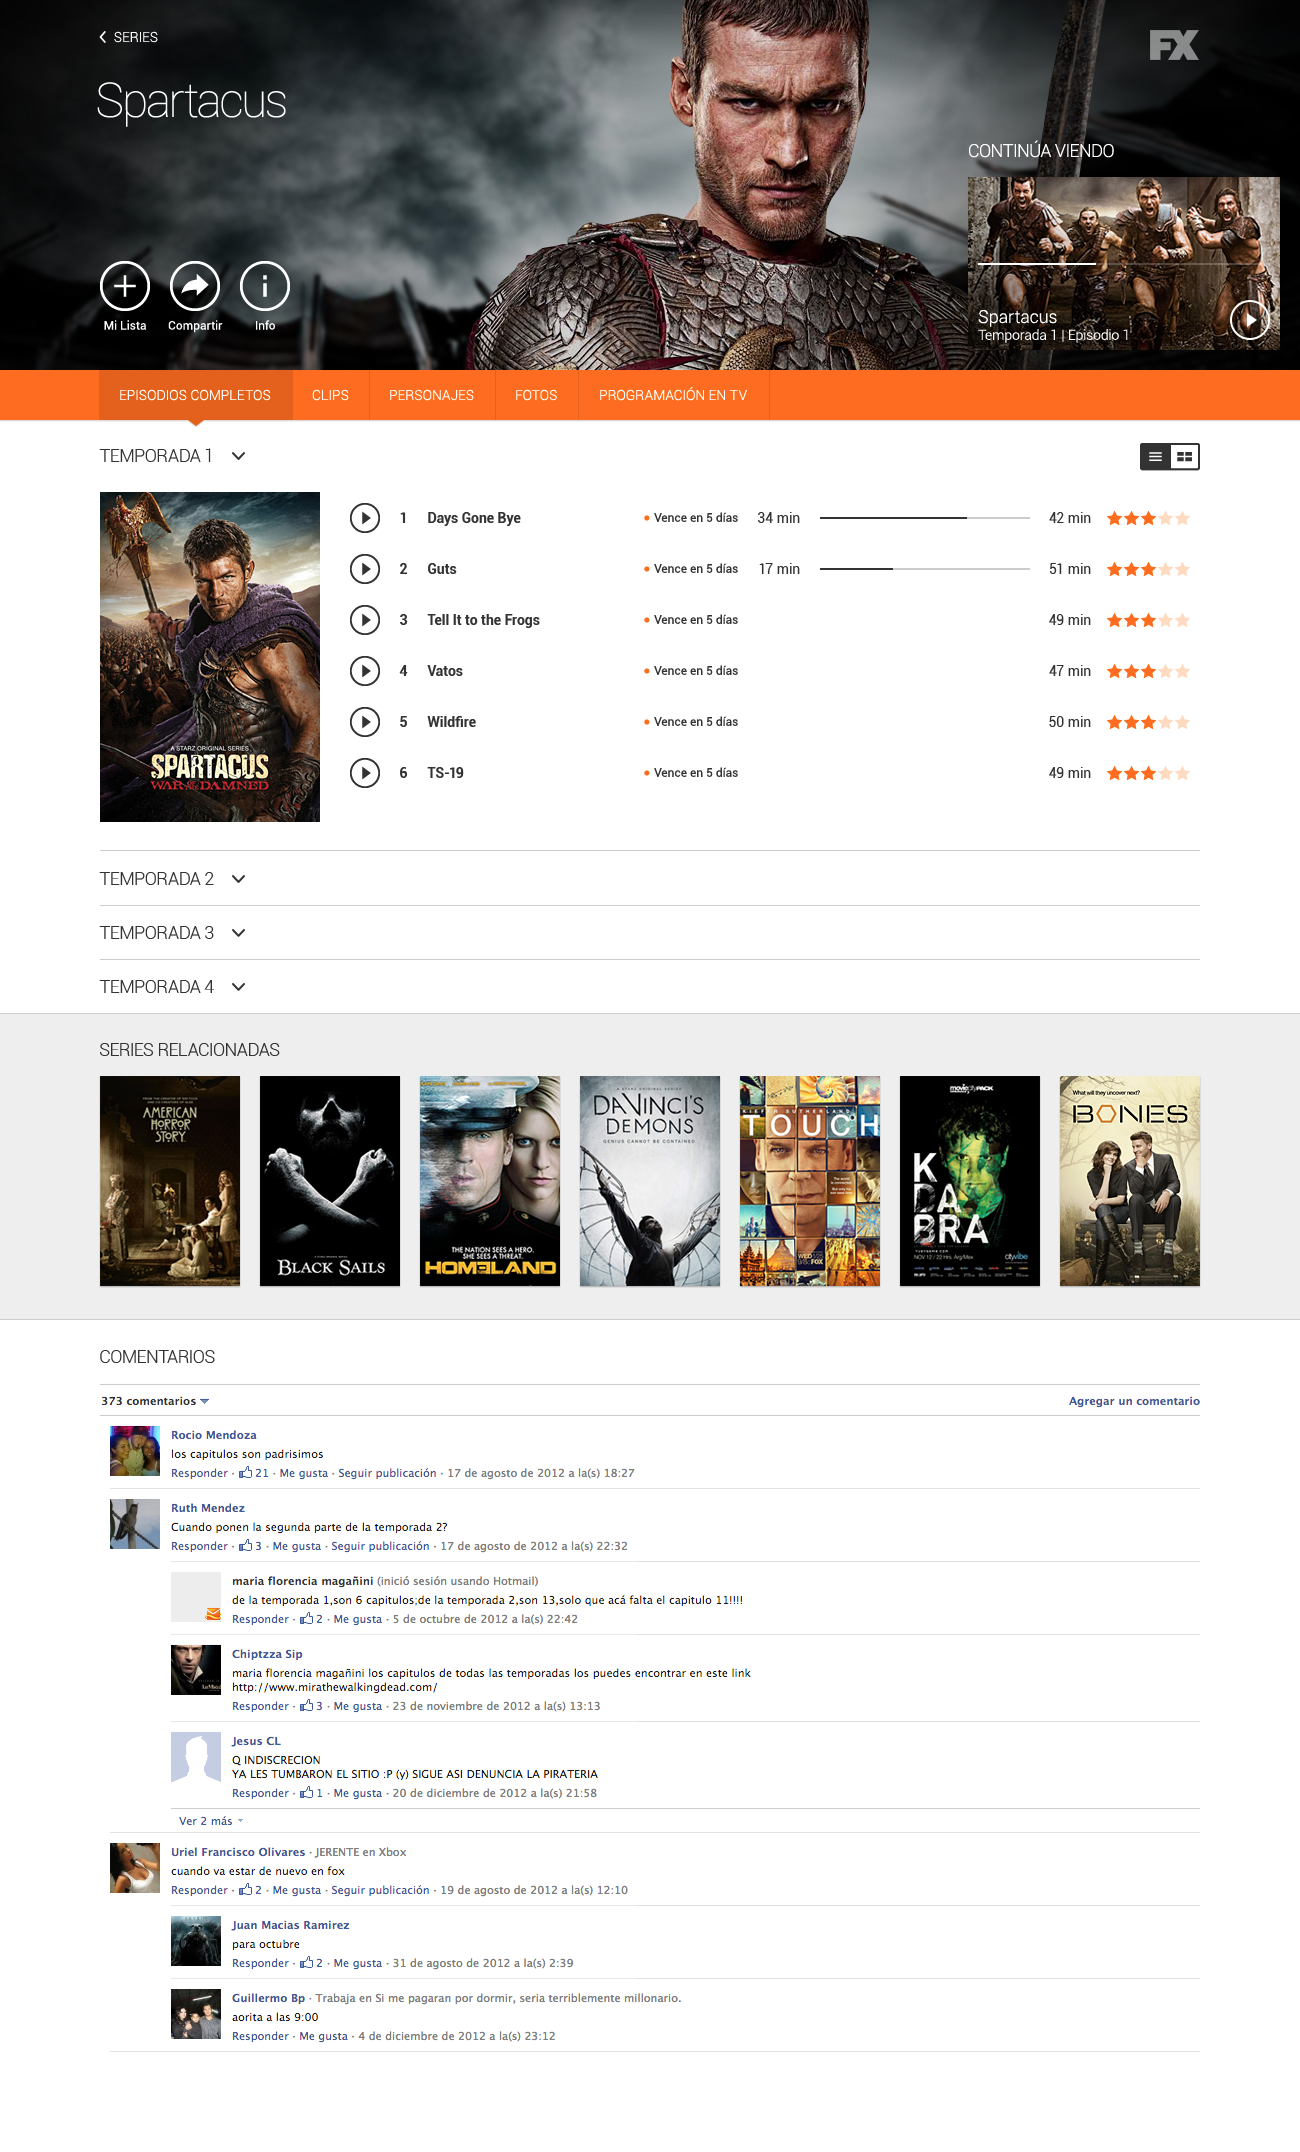 SERIES
FX
Spartacus
CONTINÚA VIENDO
Spartacus
Temporada 1 | Episodio 1
Mi Lista
Compartir
Info
EPISODIOS COMPLETOS
CLIPS
PERSONAJES
FOTOS
PROGRAMACIÓN EN TV
TEMPORADA 1
A STARZ ORIGINAL SERIES
SPARTACUS
WAR OF THE DAMNED
1 Days Gone Bye Vence en 5 días 34 min 42 min
2 Guts Vence en 5 días 17 min 51 min
3 Tell It to the Frogs Vence en 5 días 49 min
4 Vatos Vence en 5 días 47 min
5 Wildfire Vence en 5 días 50 min
6 TS-19 Vence en 5 días 49 min
TEMPORADA 2
TEMPORADA 3
TEMPORADA 4
SERIES RELACIONADAS
AMERICAN
HORROR
STORY
BLACK SAILS
THE NATION SEES A HERO.
SHE SEES A THREAT.
HOMELAND
A STARZ ORIGINAL SERIES
DAVINCI'S
DEMONS
GENIUS CANNOT BE CONTAINED
KIEFER SUTHERLAND
TOUCH
moviecityPACK
K
DA
BRA
NOV 12 / 22 Hrs. Arg/Mex
cityvibe
What will they uncover next?
BONES
COMENTARIOS
373 comentarios
Agregar un comentario
Rocio Mendoza
los capitulos son padrisimos
Responder · 21 · Me gusta · Seguir publicación · 17 de agosto de 2012 a la(s) 18:27
Ruth Mendez
Cuando ponen la segunda parte de la temporada 2?
Responder · 3 · Me gusta · Seguir publicación · 17 de agosto de 2012 a la(s) 22:32
maria florencia magañini (inició sesión usando Hotmail)
de la temporada 1,son 6 capitulos;de la temporada 2,son 13,solo que acá falta el capitulo 11!!!!
Responder · 2 · Me gusta · 5 de octubre de 2012 a la(s) 22:42
Chiptzza Sip
maria florencia magañini los capitulos de todas las temporadas los puedes encontrar en este link
http://www.mirathewalkingdead.com/
Responder · 3 · Me gusta · 23 de noviembre de 2012 a la(s) 13:13
Jesus CL
Q INDISCRECION
YA LES TUMBARON EL SITIO :P (y) SIGUE ASI DENUNCIA LA PIRATERIA
Responder · 1 · Me gusta · 20 de diciembre de 2012 a la(s) 21:58
Ver 2 más
Uriel Francisco Olivares · JERENTE en Xbox
cuando va estar de nuevo en fox
Responder · 2 · Me gusta · Seguir publicación · 19 de agosto de 2012 a la(s) 12:10
Juan Macias Ramirez
para octubre
Responder · 2 · Me gusta · 31 de agosto de 2012 a la(s) 2:39
Guillermo Bp · Trabaja en Si me pagaran por dormir, seria terriblemente millonario.
aorita a las 9:00
Responder · Me gusta · 4 de diciembre de 2012 a la(s) 23:12